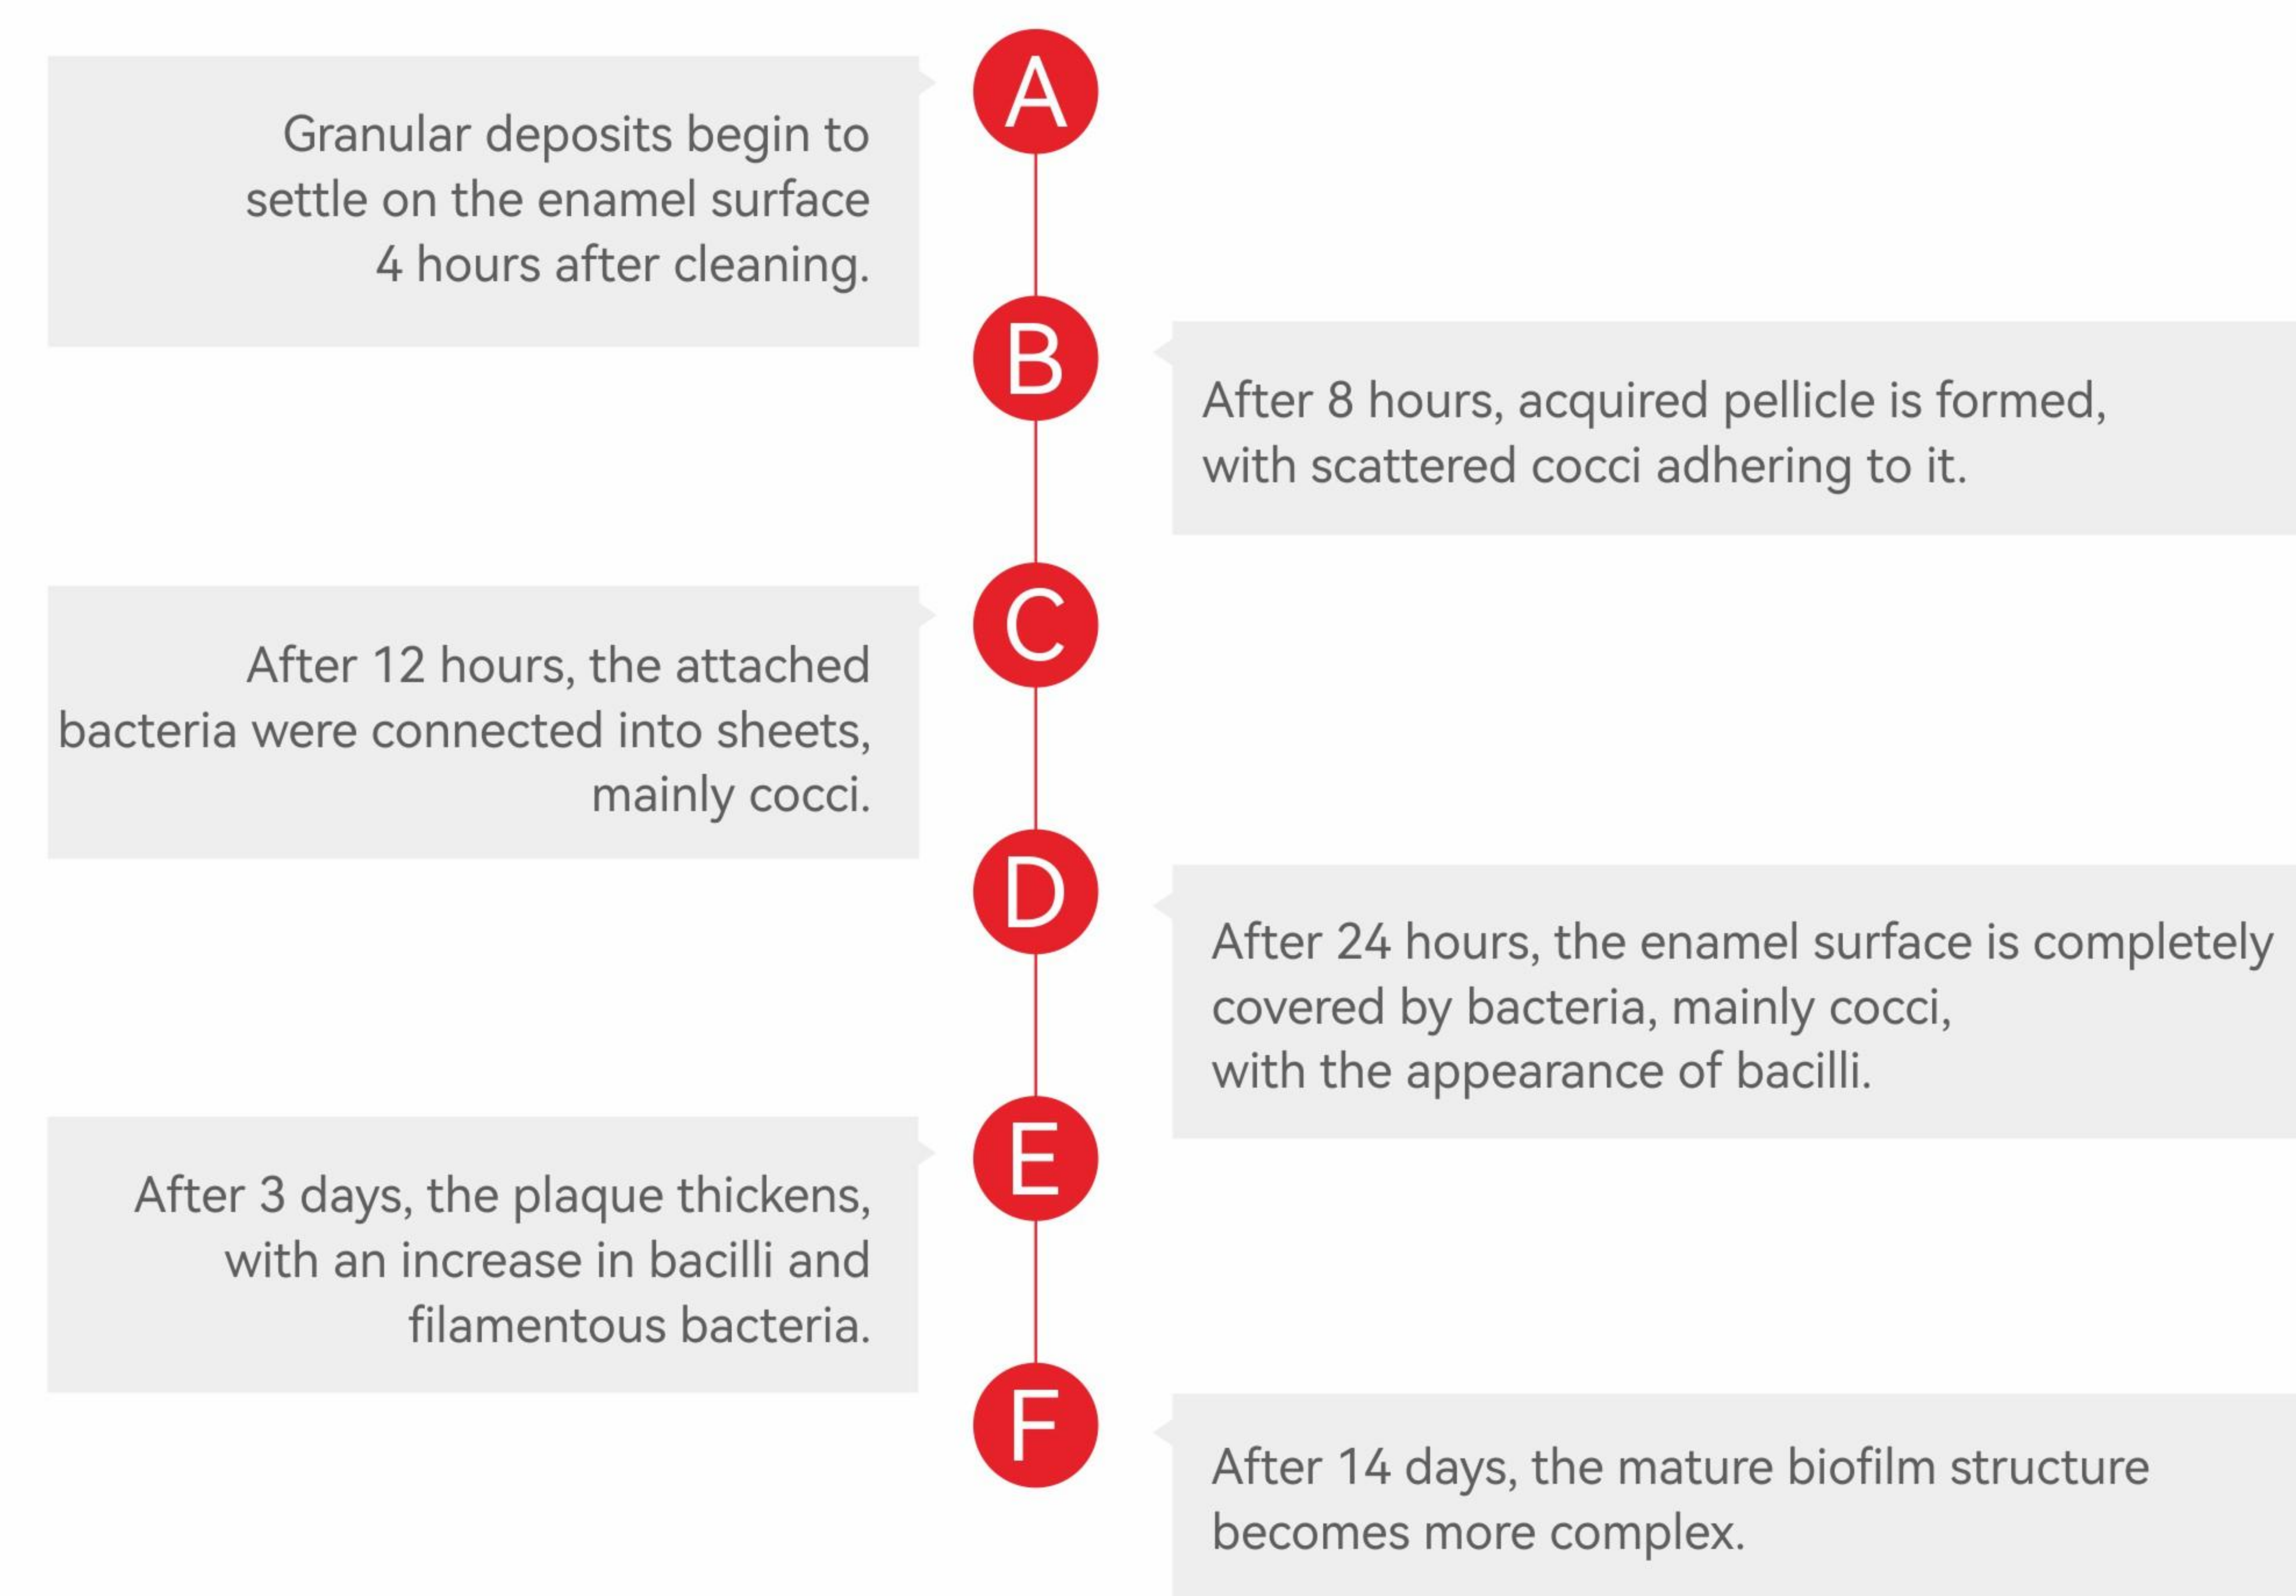 A
Granular deposits begin to
settle on the enamel surface
4 hours after cleaning.
B
After 8 hours, acquired pellicle is formed,
with scattered cocci adhering to it.
C
After 12 hours, the attached
bacteria were connected into sheets,
mainly cocci.
D
After 24 hours, the enamel surface is completely
covered by bacteria, mainly cocci,
with the appearance of bacilli.
E
After 3 days, the plaque thickens,
with an increase in bacilli and
filamentous bacteria.
F
After 14 days, the mature biofilm structure
becomes more complex.